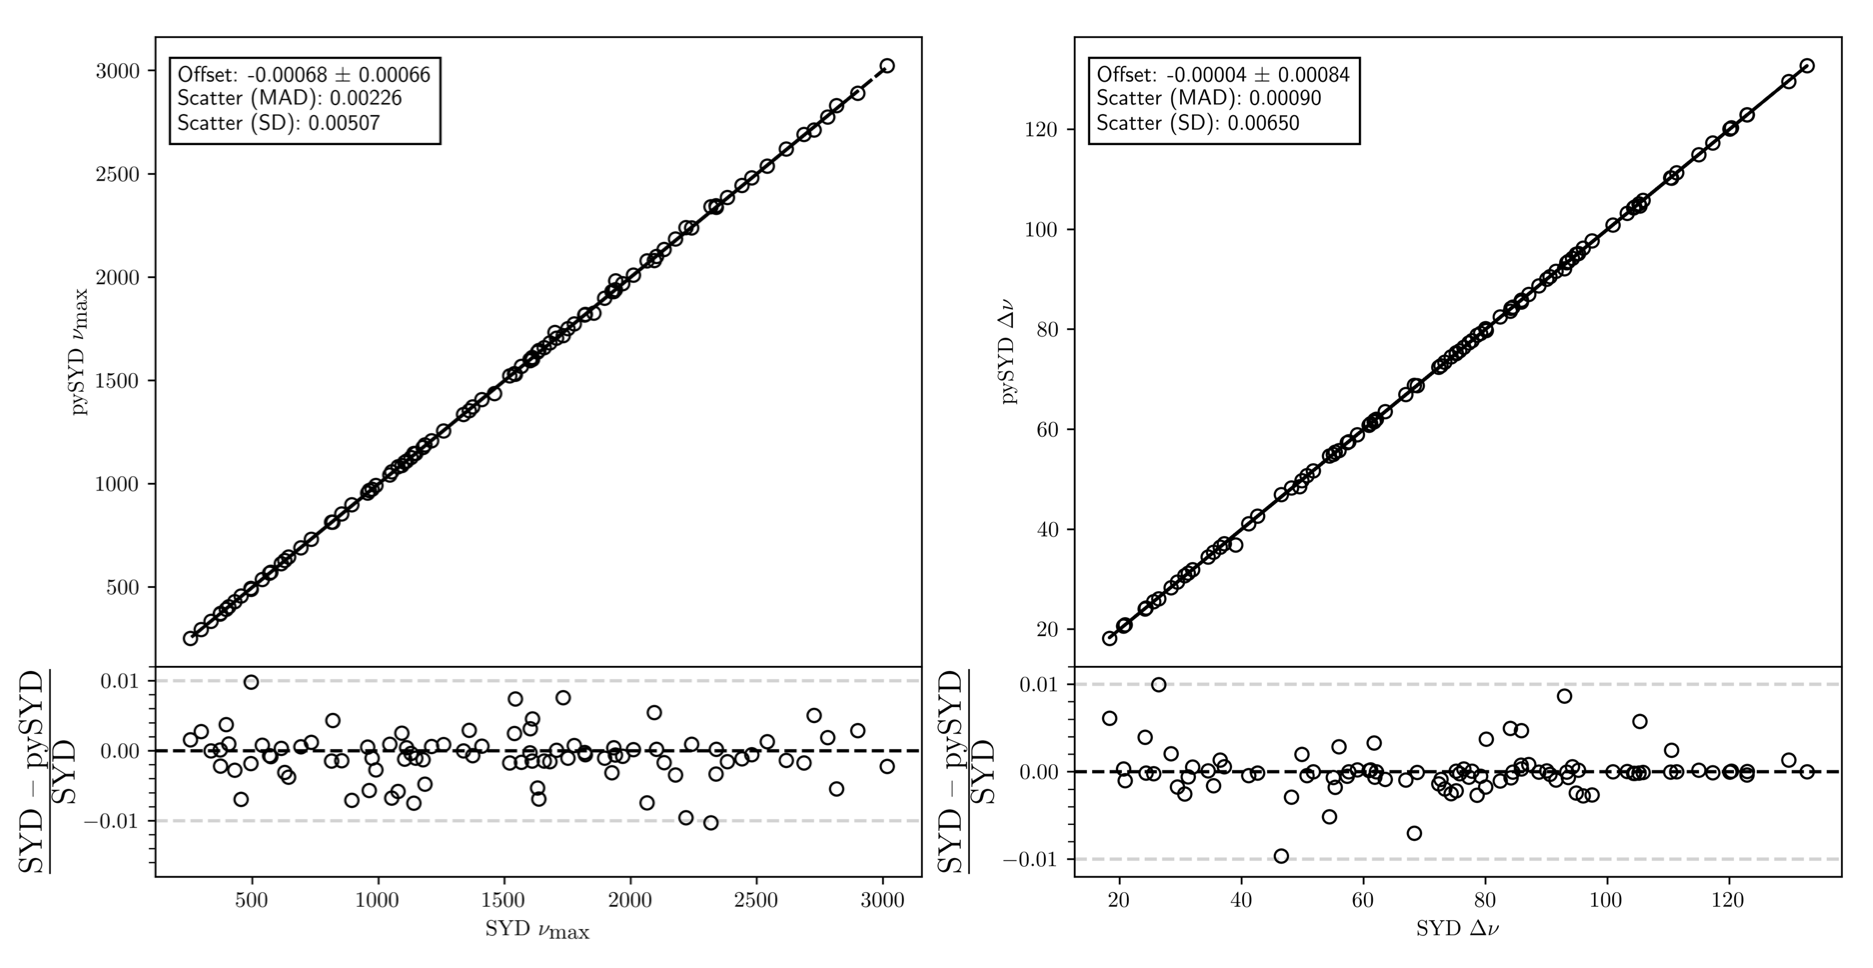 Offset: -0.00068 ± 0.00066
Scatter (MAD): 0.00226
Scatter (SD): 0.00507
3000
2500
2000
1500
1000
500
pySYD νmax
0.01
0.00
−0.01
SYD − pySYD
SYD
500 1000 1500 2000 2500 3000
SYD νmax
Offset: -0.00004 ± 0.00084
Scatter (MAD): 0.00090
Scatter (SD): 0.00650
120
100
80
60
40
20
pySYD Δν
0.01
0.00
−0.01
SYD − pySYD
SYD
20 40 60 80 100 120
SYD Δν